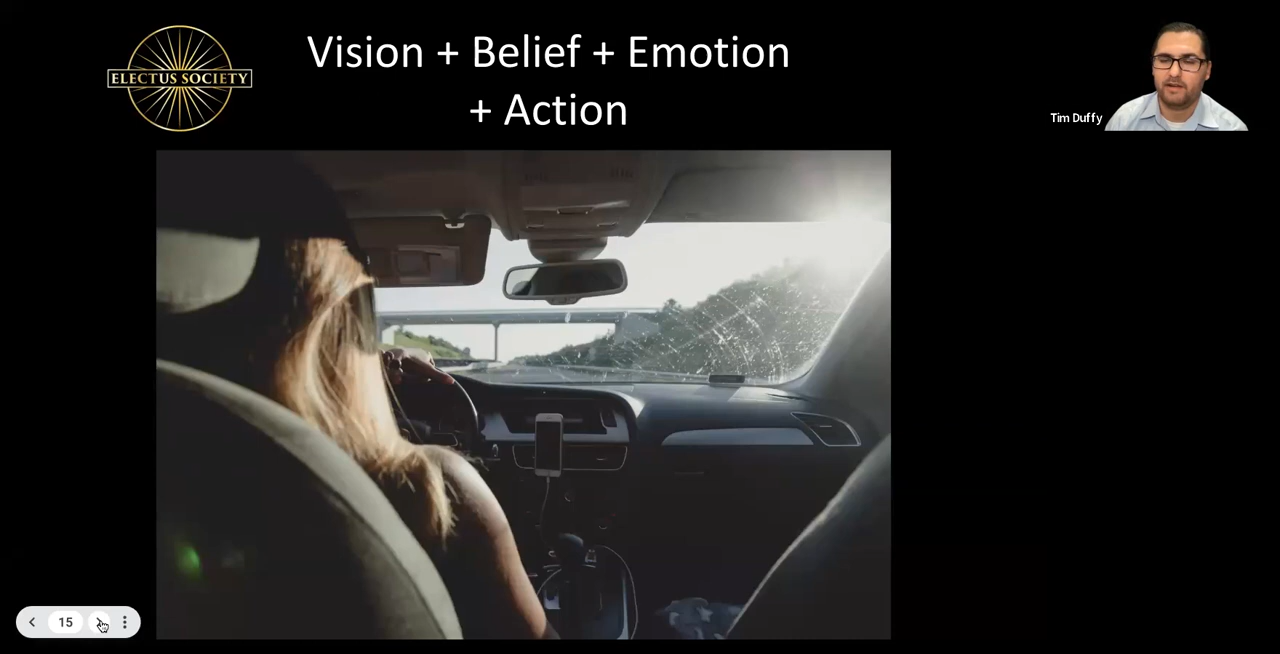 ELECTUS SOCIETY
Vision + Belief + Emotion
+ Action
Tim Duffy
15